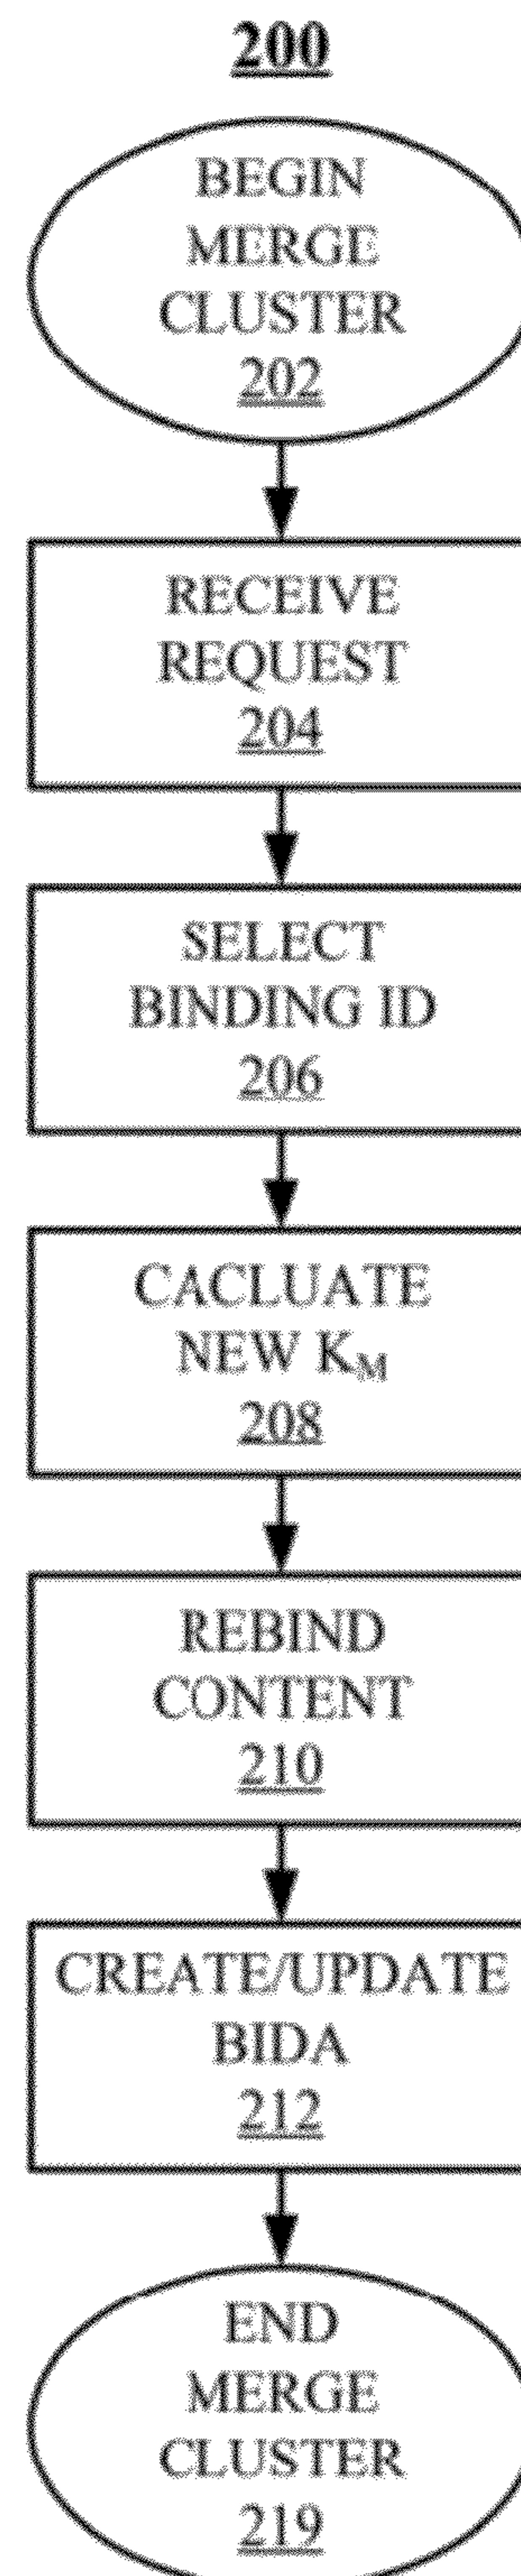 200
BEGIN
MERGE
CLUSTER
202
RECEIVE
REQUEST
204
SELECT
BINDING ID
206
CACLUATE
NEW KM
208
REBIND
CONTENT
210
CREATE/UPDATE
BIDA
212
END
MERGE
CLUSTER
219